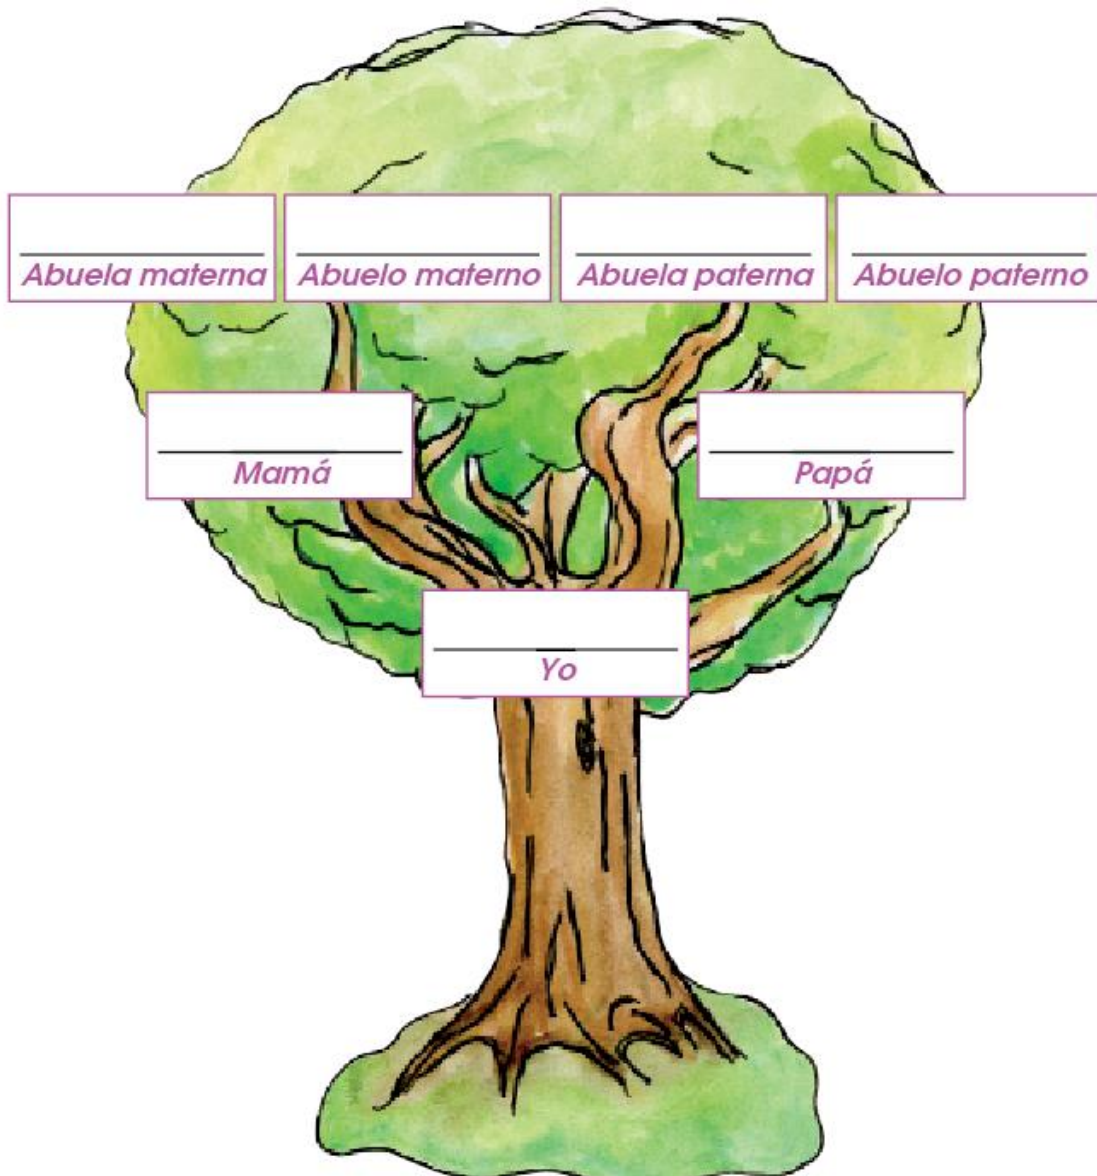 Abuela materna
Abuelo materno
Abuela paterna
Abuelo paterno
Mamá
Papá
Yo